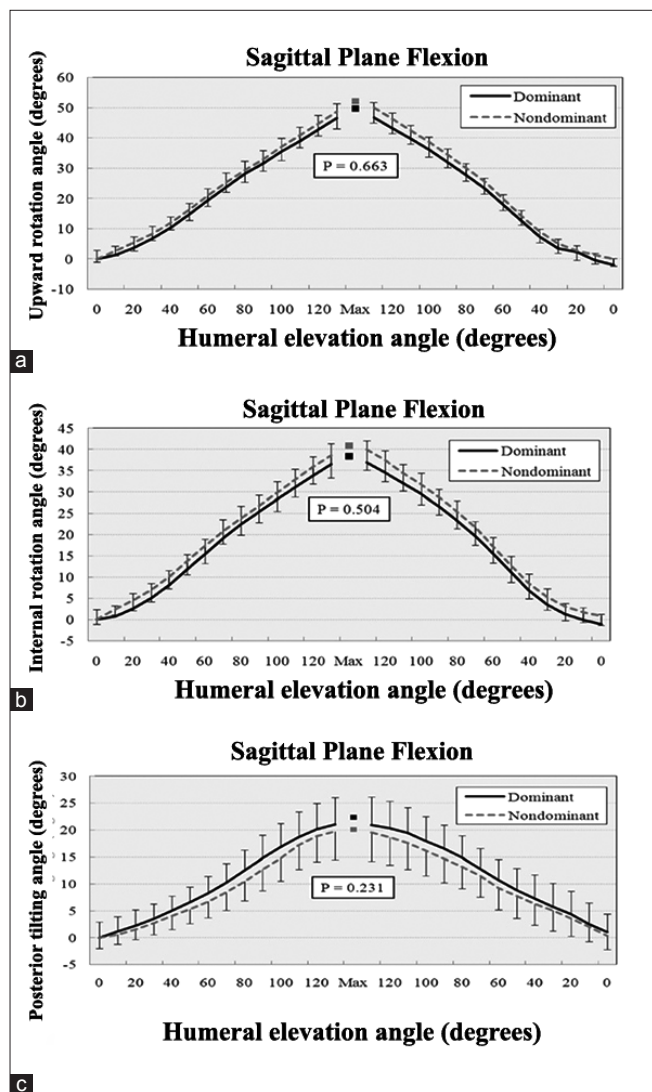 Sagittal Plane Flexion
Upward rotation angle (degrees)
60
50
40
30
20
10
0
-10
Dominant
Nondominant
P = 0.663
0 20 40 60 80 100 120 Max 120 100 80 60 40 20 0
Humeral elevation angle (degrees)
a
Sagittal Plane Flexion
Internal rotation angle (degrees)
45
40
35
30
25
20
15
10
5
0
-5
Dominant
Nondominant
P = 0.504
0 20 40 60 80 100 120 Max 120 100 80 60 40 20 0
Humeral elevation angle (degrees)
b
Sagittal Plane Flexion
Posterior tilting angle (degrees)
30
25
20
15
10
5
0
-5
Dominant
Nondominant
P = 0.231
0 20 40 60 80 100 120 Max 120 100 80 60 40 20 0
Humeral elevation angle (degrees)
c